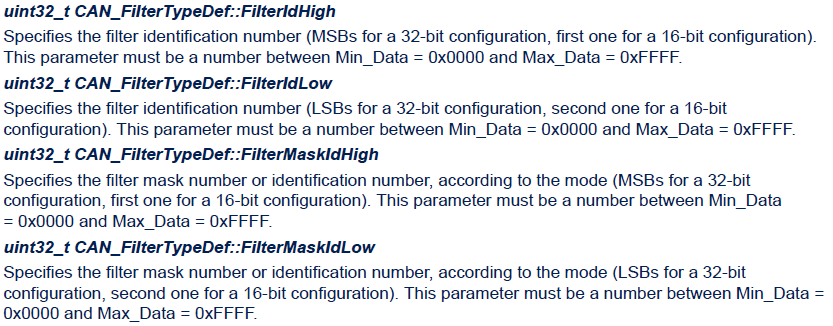 uint32_t CAN_FilterTypeDef::FilterIdHigh
Specifies the filter identification number (MSBs for a 32-bit configuration, first one for a 16-bit configuration).
This parameter must be a number between Min_Data = 0x0000 and Max_Data = 0xFFFF.
uint32_t CAN_FilterTypeDef::FilterIdLow
Specifies the filter identification number (LSBs for a 32-bit configuration, second one for a 16-bit
configuration). This parameter must be a number between Min_Data = 0x0000 and Max_Data = 0xFFFF.
uint32_t CAN_FilterTypeDef::FilterMaskIdHigh
Specifies the filter mask number or identification number, according to the mode (MSBs for a 32-bit
configuration, first one for a 16-bit configuration). This parameter must be a number between Min_Data
= 0x0000 and Max_Data = 0xFFFF.
uint32_t CAN_FilterTypeDef::FilterMaskIdLow
Specifies the filter mask number or identification number, according to the mode (LSBs for a 32-bit
configuration, second one for a 16-bit configuration). This parameter must be a number between Min_Data =
0x0000 and Max_Data = 0xFFFF.